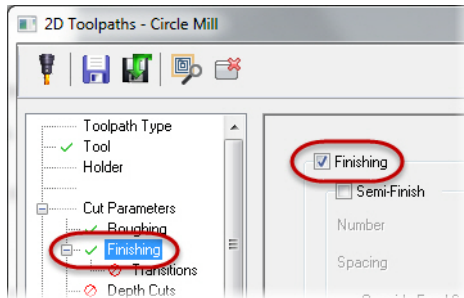 2D Toolpaths - Circle Mill
Toolpath Type
Tool
Holder
Finishing
Semi-Finish
Cut Parameters
Roughing
Number
Finishing
Spacing
Transitions
Depth Cuts